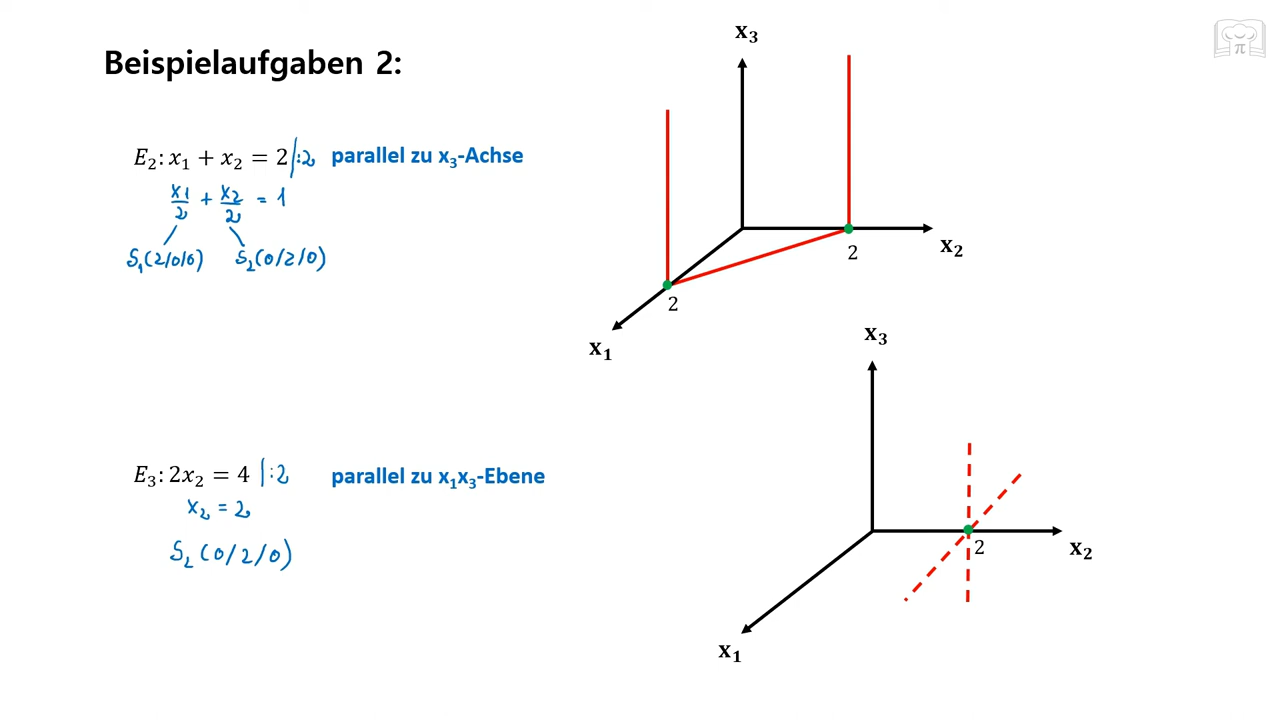 Beispielaufgaben 2:
E₂: x₁ + x₂ = 2 |:2 parallel zu x₃-Achse
x₁/2 + x₂/2 = 1
S₁(2/0/0) S₂(0/2/0)
x₃
x₂
2
2
x₁
E₃: 2x₂ = 4 |:2 parallel zu x₁x₃-Ebene
x₂ = 2
S₂(0/2/0)
x₃
2
x₂
x₁
π